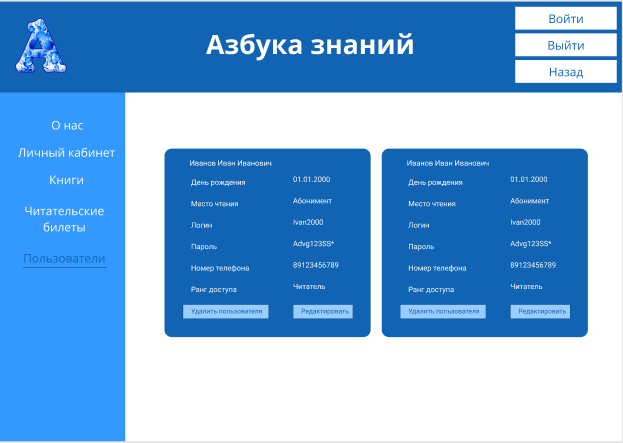 А
Азбука знаний
Войти
Выйти
Назад
О нас
Личный кабинет
Книги
Читательские
билеты
Пользователи
Иванов Иван Иванович
День рождения 01.01.2000
Место чтения Абонимент
Логин Ivan2000
Пароль Advg123SS*
Номер телефона 89123456789
Ранг доступа Читатель
Удалить пользователя Редактировать
Иванов Иван Иванович
День рождения 01.01.2000
Место чтения Абонимент
Логин Ivan2000
Пароль Advg123SS*
Номер телефона 89123456789
Ранг доступа Читатель
Удалить пользователя Редактировать